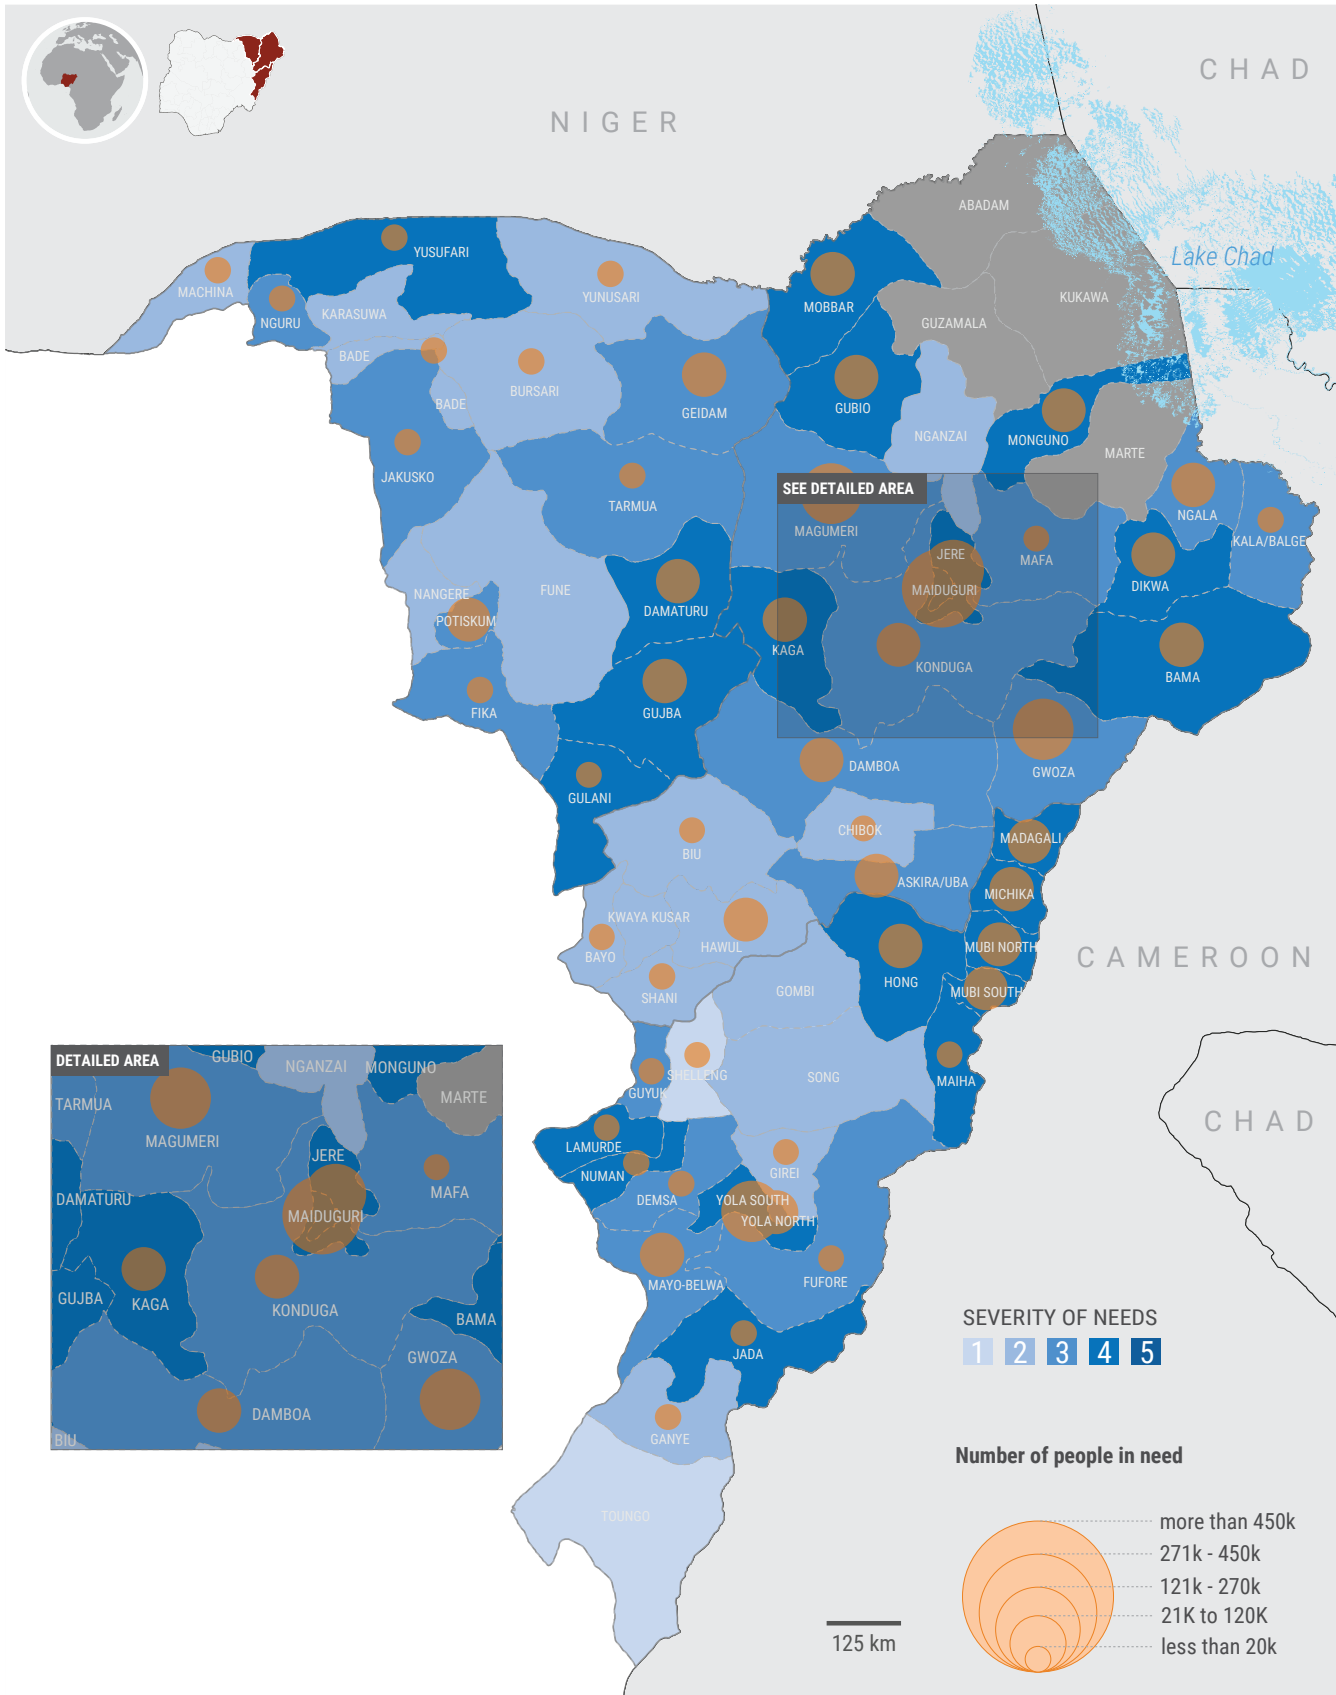 CHAD
NIGER
ABADAM
Lake Chad
YUSUFARI
MACHINA
YUNUSARI
KUKAWA
MOBBAR
NGURU
KARASUWA
GUZAMALA
BADE
BURSARI
BADE
GEIDAM
GUBIO
NGANZAI
MONGUNO
MARTE
JAKUSKO
SEE DETAILED AREA
TARMUA
NGALA
MAGUMERI
KALA/BALGE
JERE
MAFA
DIKWA
NANGERE
FUNE
MAIDUGURI
DAMATURU
POTISKUM
KAGA
KONDUGA
BAMA
FIKA
GUJBA
DAMBOA
GWOZA
GULANI
CHIBOK
MADAGALI
BIU
ASKIRA/UBA
MICHIKA
KWAYA KUSAR
HAWUL
MUBI NORTH
BAYO
CAMEROON
HONG
GOMBI
MUBI SOUTH
SHANI
SHELLENG
SONG
MAIHA
GUYUK
CHAD
LAMURDE
NUMAN
GIREI
DEMSA
YOLA SOUTH
YOLA NORTH
MAYO-BELWA
FUFORE
JADA
GANYE
TOUNGO
DETAILED AREA
GUBIO
NGANZAI
MONGUNO
TARMUA
MARTE
MAGUMERI
JERE
MAFA
DAMATURU
MAIDUGURI
GUJBA
KAGA
KONDUGA
BAMA
GWOZA
DAMBOA
BIU
SEVERITY OF NEEDS
1 2 3 4 5
Number of people in need
more than 450k
271k - 450k
121k - 270k
21K to 120K
less than 20k
125 km